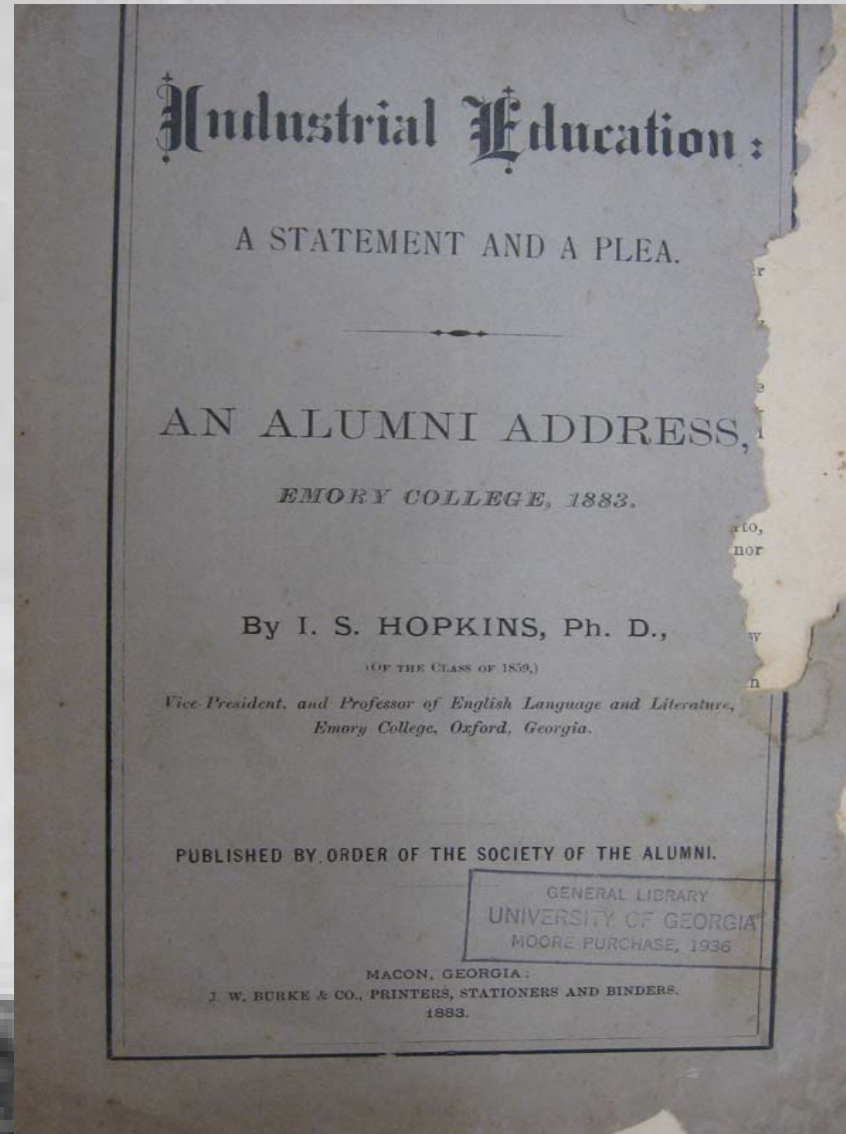 Industrial Education:
A STATEMENT AND A PLEA.
AN ALUMNI ADDRESS,
EMORY COLLEGE, 1883.
nor
By I. S. HOPKINS, Ph. D.,
(OF THE CLASS OF 1859,)
Vice-President, and Professor of English Language and Literature,
Emory College, Oxford, Georgia.
PUBLISHED BY ORDER OF THE SOCIETY OF THE ALUMNI.
GENERAL LIBRARY
UNIVERSITY OF GEORGIA
MOORE PURCHASE, 1936
MACON, GEORGIA:
J. W. BURKE & CO., PRINTERS, STATIONERS AND BINDERS.
1883.